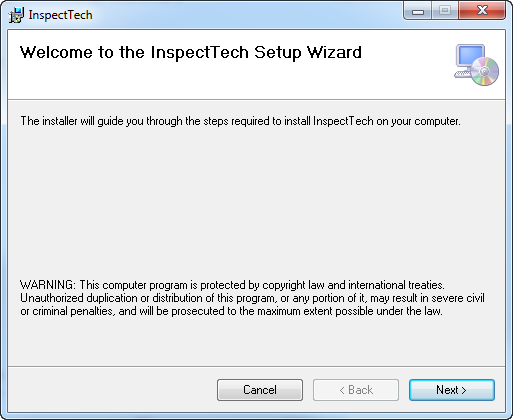 InspectTech
Welcome to the InspectTech Setup Wizard
The installer will guide you through the steps required to install InspectTech on your computer.
WARNING: This computer program is protected by copyright law and international treaties.
Unauthorized duplication or distribution of this program, or any portion of it, may result in severe civil
or criminal penalties, and will be prosecuted to the maximum extent possible under the law.
Cancel
< Back
Next >